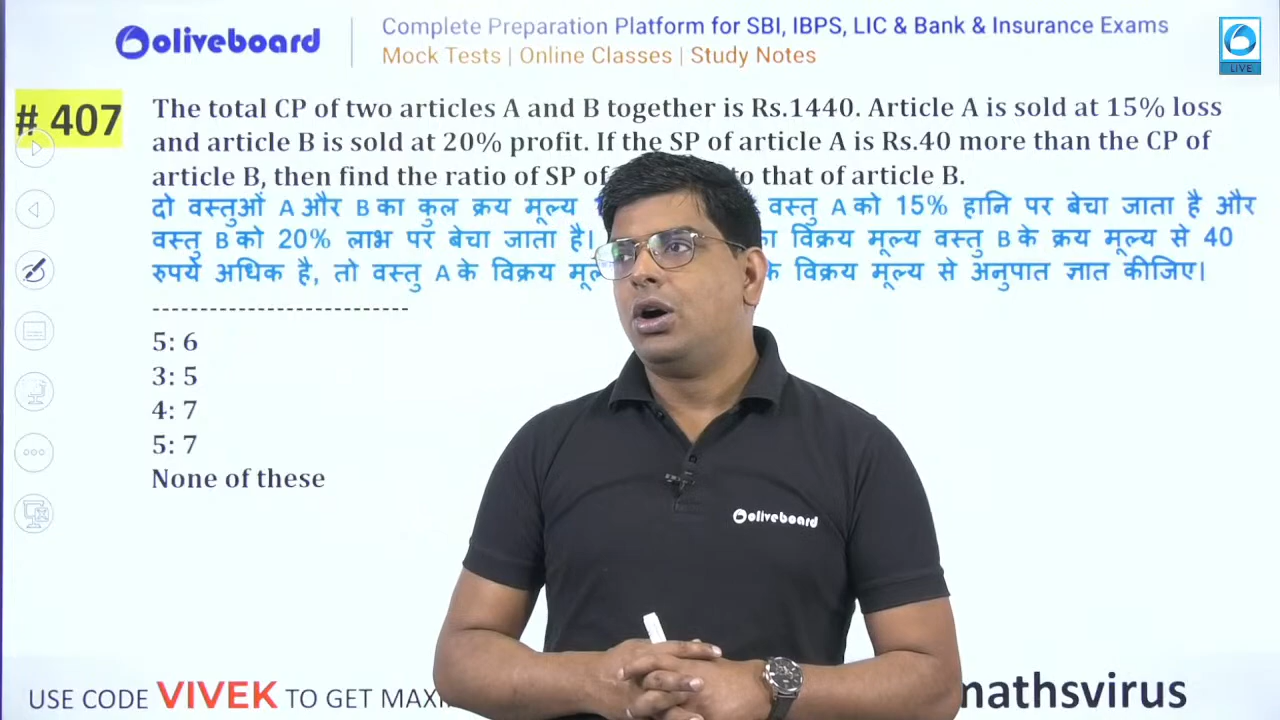 oliveboard
Complete Preparation Platform for SBI, IBPS, LIC & Bank & Insurance Exams
Mock Tests | Online Classes | Study Notes
LIVE
# 407
The total CP of two articles A and B together is Rs.1440. Article A is sold at 15% loss
and article B is sold at 20% profit. If the SP of article A is Rs.40 more than the CP of
article B, then find the ratio of SP of to that of article B.
दो वस्तुओं A और B का कुल क्रय मूल्य वस्तु A को 15% हानि पर बेचा जाता है और
वस्तु B को 20% लाभ पर बेचा जाता है। का विक्रय मूल्य वस्तु B के क्रय मूल्य से 40
रुपये अधिक है, तो वस्तु A के विक्रय के विक्रय मूल्य से अनुपात ज्ञात कीजिए।
--------------------------
5: 6
3: 5
4: 7
5: 7
None of these
oliveboard
USE CODE VIVEK TO GET mathsvirus